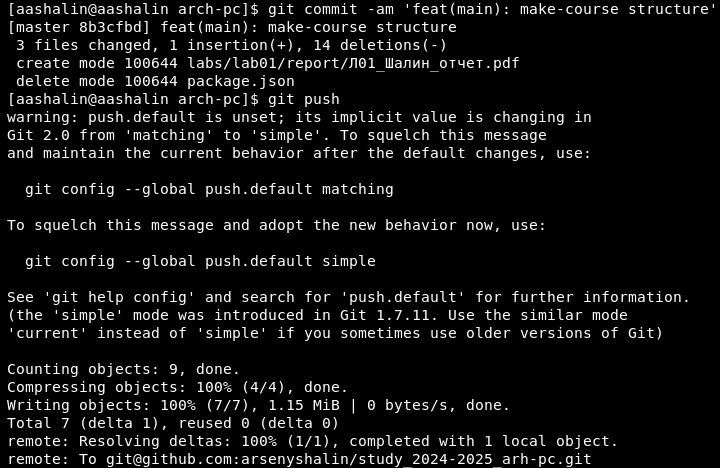 [aashalin@aashalin arch-pc]$ git commit -am 'feat(main): make-course structure'
[master 8b3cfbd] feat(main): make-course structure
 3 files changed, 1 insertion(+), 14 deletions(-)
 create mode 100644 labs/lab01/report/Л01_Шалин_отчет.pdf
 delete mode 100644 package.json
[aashalin@aashalin arch-pc]$ git push
warning: push.default is unset; its implicit value is changing in
Git 2.0 from 'matching' to 'simple'. To squelch this message
and maintain the current behavior after the default changes, use:

  git config --global push.default matching

To squelch this message and adopt the new behavior now, use:

  git config --global push.default simple

See 'git help config' and search for 'push.default' for further information.
(the 'simple' mode was introduced in Git 1.7.11. Use the similar mode
'current' instead of 'simple' if you sometimes use older versions of Git)

Counting objects: 9, done.
Compressing objects: 100% (4/4), done.
Writing objects: 100% (7/7), 1.15 MiB | 0 bytes/s, done.
Total 7 (delta 1), reused 0 (delta 0)
remote: Resolving deltas: 100% (1/1), completed with 1 local object.
remote: To git@github.com:arsenyshalin/study_2024-2025_arh-pc.git